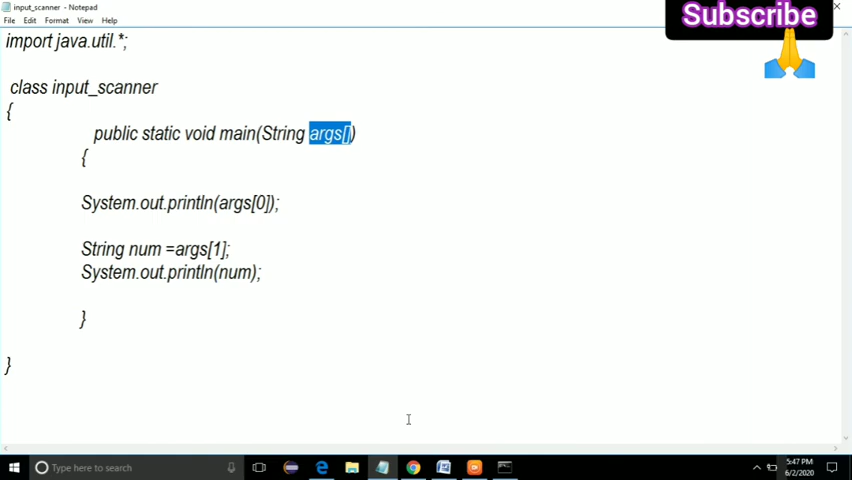 input_scanner - Notepad
File Edit Format View Help
Subscribe
import java.util.*;
class input_scanner
{
public static void main(String args[])
{
System.out.println(args[0]);
String num =args[1];
System.out.println(num);
}
}
Type here to search
5:47 PM
6/2/2020